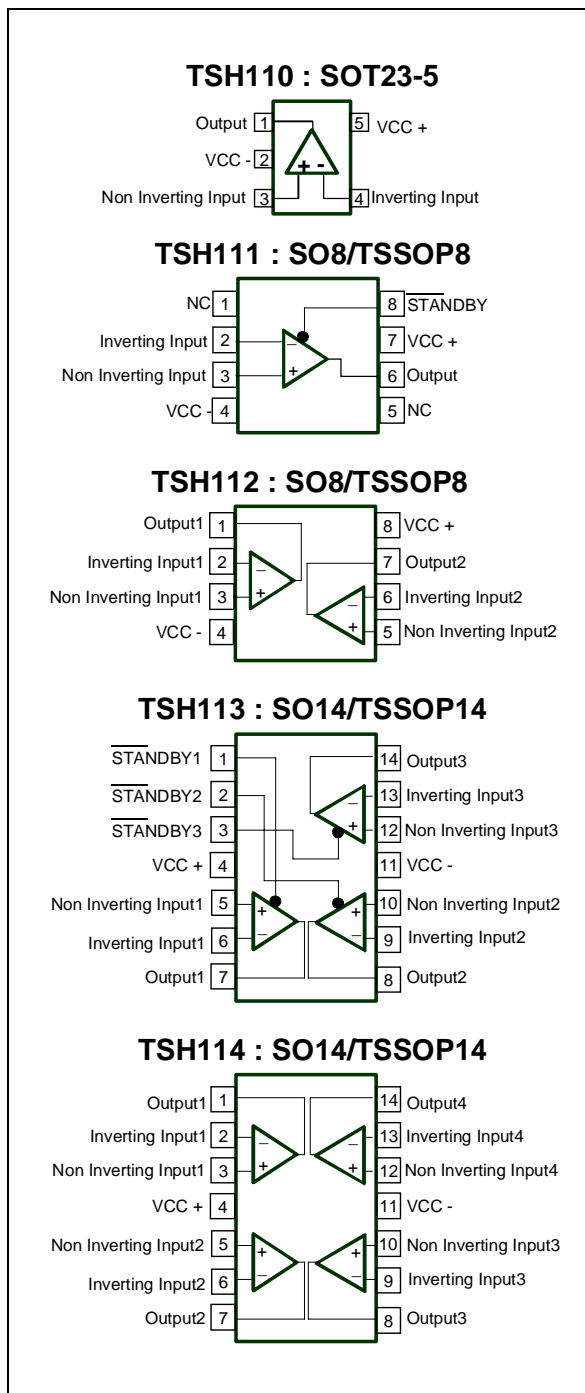 TSH110 : SOT23-5
Output 1 5 VCC +
VCC - 2
+ -
Non Inverting Input 3 4 Inverting Input
TSH111 : SO8/TSSOP8
NC 1 8 STANDBY
Inverting Input 2 _ 7 VCC +
Non Inverting Input 3 + 6 Output
VCC - 4 5 NC
TSH112 : SO8/TSSOP8
Output1 1 8 VCC +
Inverting Input1 2 _ 7 Output2
Non Inverting Input1 3 + _ 6 Inverting Input2
VCC - 4 + 5 Non Inverting Input2
TSH113 : SO14/TSSOP14
STANDBY1 1 14 Output3
STANDBY2 2 _ 13 Inverting Input3
STANDBY3 3 + 12 Non Inverting Input3
VCC + 4 11 VCC -
Non Inverting Input1 5 + + 10 Non Inverting Input2
Inverting Input1 6 _ _ 9 Inverting Input2
Output1 7 8 Output2
TSH114 : SO14/TSSOP14
Output1 1 14 Output4
Inverting Input1 2 _ _ 13 Inverting Input4
Non Inverting Input1 3 + + 12 Non Inverting Input4
VCC + 4 11 VCC -
Non Inverting Input2 5 + + 10 Non Inverting Input3
Inverting Input2 6 _ _ 9 Inverting Input3
Output2 7 8 Output3